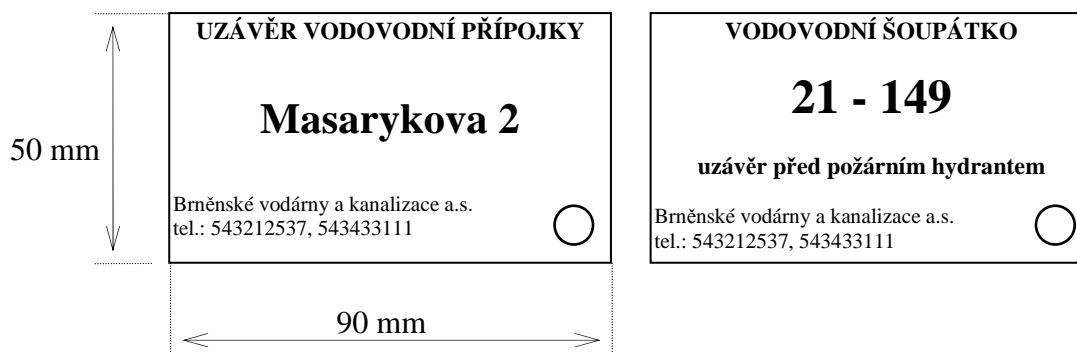 UZÁVĚR VODOVODNÍ PŘÍPOJKY
Masarykova 2
Brněnské vodárny a kanalizace a.s.
tel.: 543212537, 543433111
VODOVODNÍ ŠOUPÁTKO
21 - 149
uzávěr před požárním hydrantem
Brněnské vodárny a kanalizace a.s.
tel.: 543212537, 543433111
50 mm
90 mm